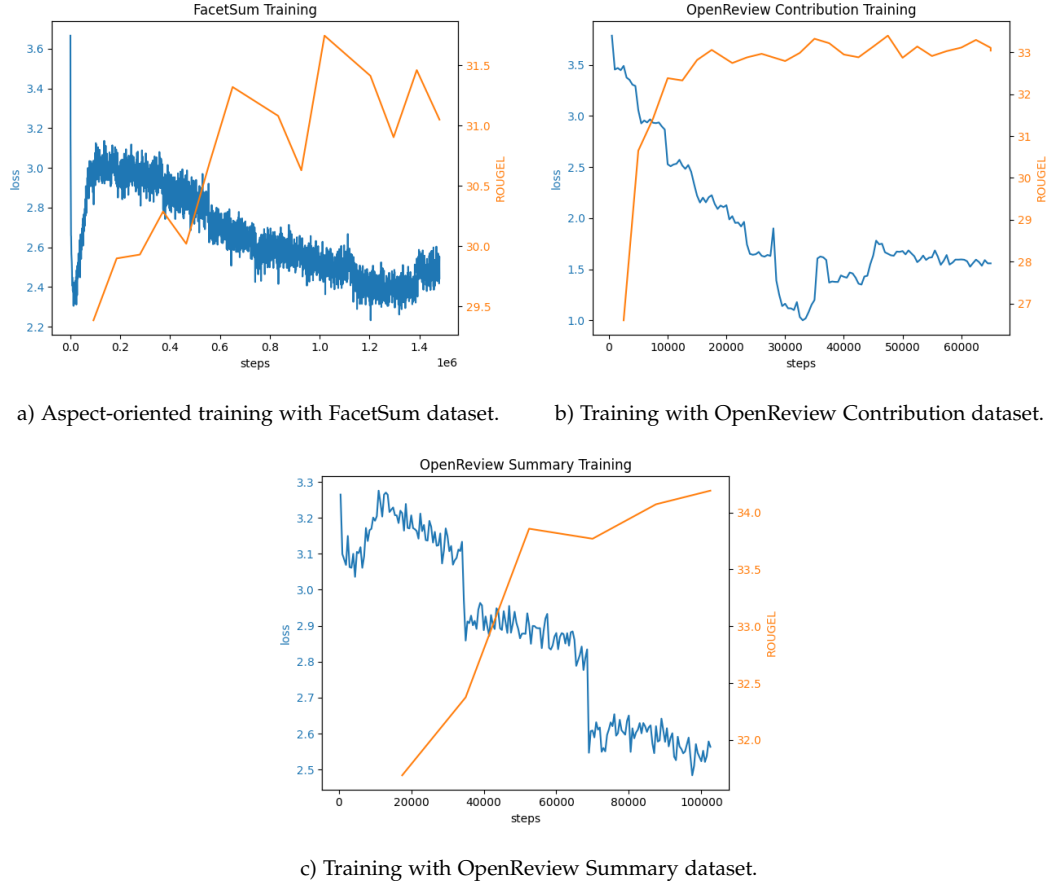 FacetSum Training
3.6
3.4
3.2
3.0
2.8
2.6
2.4
2.2
loss
31.5
31.0
30.5
30.0
29.5
ROUGEL
0.0 0.2 0.4 0.6 0.8 1.0 1.2 1.4
steps
1e6
a) Aspect-oriented training with FacetSum dataset.
OpenReview Contribution Training
3.5
3.0
2.5
2.0
1.5
1.0
loss
33
32
31
30
29
28
27
ROUGEL
0 10000 20000 30000 40000 50000 60000
steps
b) Training with OpenReview Contribution dataset.
OpenReview Summary Training
3.3
3.2
3.1
3.0
2.9
2.8
2.7
2.6
2.5
loss
34.0
33.5
33.0
32.5
32.0
ROUGEL
0 20000 40000 60000 80000 100000
steps
c) Training with OpenReview Summary dataset.